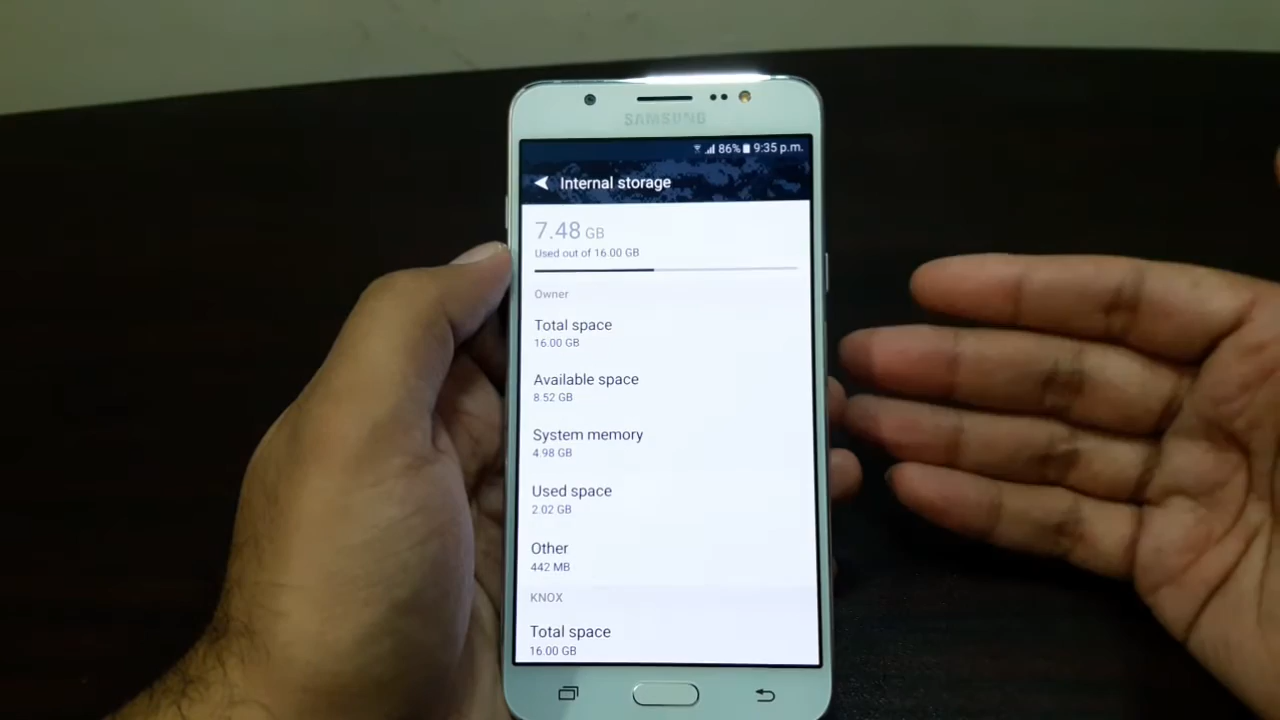 SAMSUNG
86% 9:35 p.m.
Internal storage
7.48 GB
Used out of 16.00 GB
Owner
Total space
16.00 GB
Available space
8.52 GB
System memory
4.98 GB
Used space
2.02 GB
Other
442 MB
KNOX
Total space
16.00 GB